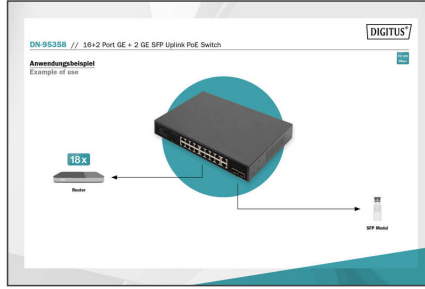 DIGITUS®
DN-95358 // 16+2 Port GE + 2 GE SFP Uplink PoE Switch
Anwendungsbeispiel
Example of use
18x
Router
SFP Modul